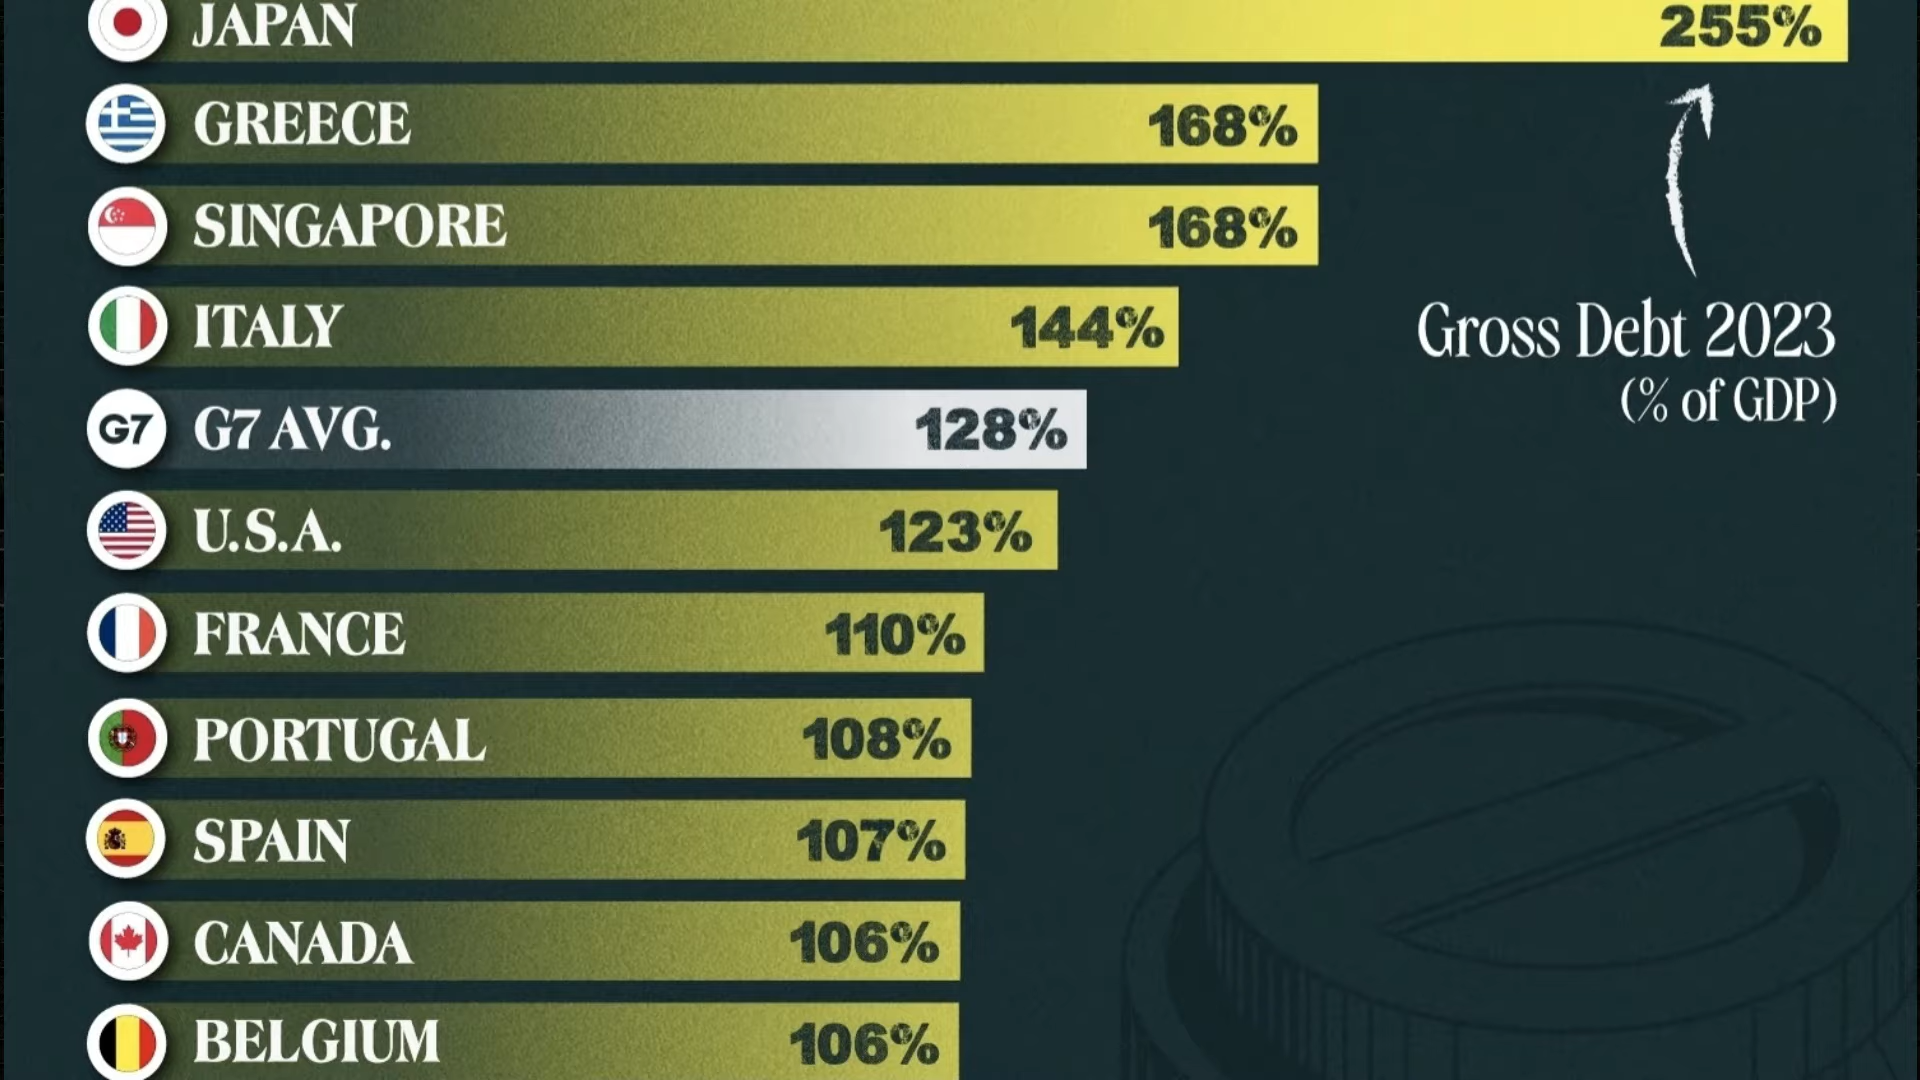 JAPAN 255%
GREECE 168%
SINGAPORE 168%
ITALY 144%
Gross Debt 2023
(% of GDP)
G7 G7 AVG. 128%
U.S.A. 123%
FRANCE 110%
PORTUGAL 108%
SPAIN 107%
CANADA 106%
BELGIUM 106%